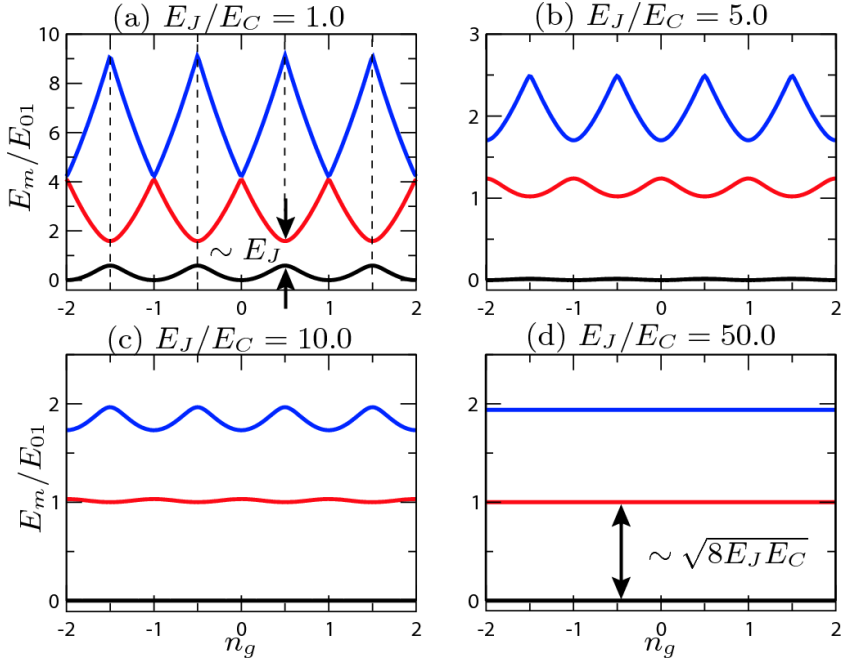 (a) E_J/E_C = 1.0
(b) E_J/E_C = 5.0
E_m/E_01
10
8
6
4
2
0
∼ E_J
-2 -1 0 1 2
3
2
1
0
-2 -1 0 1 2
(c) E_J/E_C = 10.0
(d) E_J/E_C = 50.0
E_m/E_01
2
1
0
-2 -1 0 1 2
n_g
2
1
0
∼ √8E_JE_C
-2 -1 0 1 2
n_g